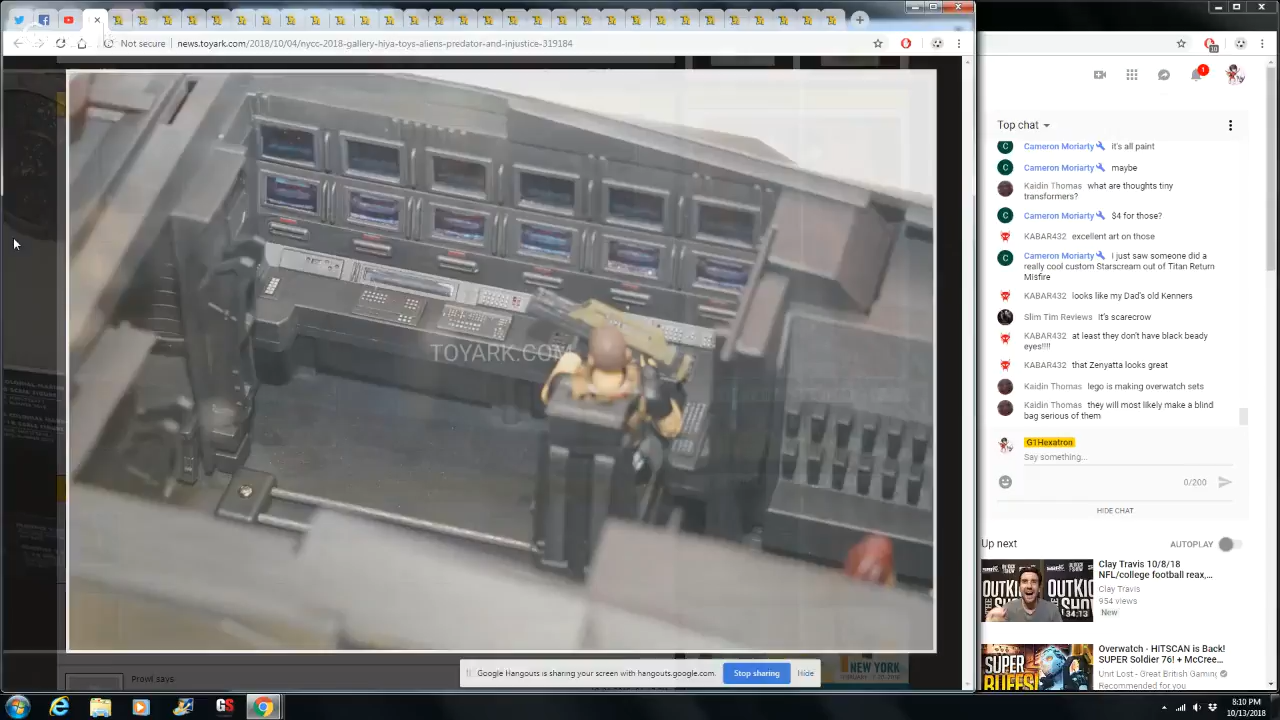 Not secure
news.toyark.com/2018/10/04/nycc-2018-gallery-hiya-toys-aliens-predator-and-injustice-319184
TOYARK.COM
Prowl says:
NEW YORK
Google Hangouts is sharing your screen with hangouts.google.com.
Stop sharing
Hide
10
1
Top chat
C
Cameron Moriarty it's all paint
C
Cameron Moriarty maybe
Kaidin Thomas what are thoughts tiny
transformers?
C
Cameron Moriarty $4 for those?
KABAR432 excellent art on those
C
Cameron Moriarty I just saw someone did a
really cool custom Starscream out of Titan Return
Misfire
KABAR432 looks like my Dad's old Kenners
Slim Tim Reviews It's scarecrow
KABAR432 at least they don't have black beady
eyes!!!!
KABAR432 that Zenyatta looks great
Kaidin Thomas lego is making overwatch sets
Kaidin Thomas they will most likely make a blind
bag serious of them
G1Hexatron
Say something...
0/200
HIDE CHAT
Up next
AUTOPLAY
OUTKICK
34:13
Clay Travis 10/8/18
NFL/college football reax,...
Clay Travis
954 views
New
SUPER
BUFFS!
Overwatch - HITSCAN is Back!
SUPER Soldier 76! + McCree...
Unit Lost - Great British Gaming
Recommended for you
GS
8:10 PM
10/13/2018